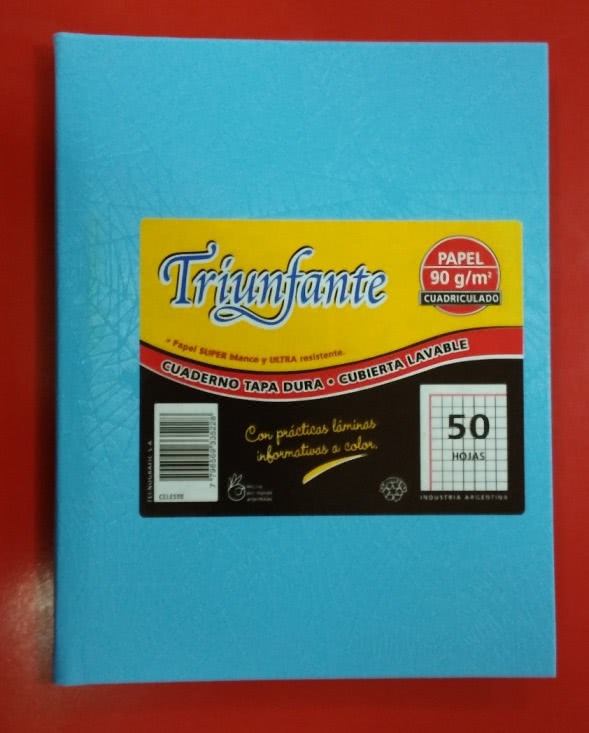 Triunfante
PAPEL
90 g/m²
CUADRICULADO
Papel SUPER blanco y ULTRA resistente.
CUADERNO TAPA DURA • CUBIERTA LAVABLE
Con prácticas láminas
informativas a color.
50
HOJAS
CELESTE
INDUSTRIA ARGENTINA